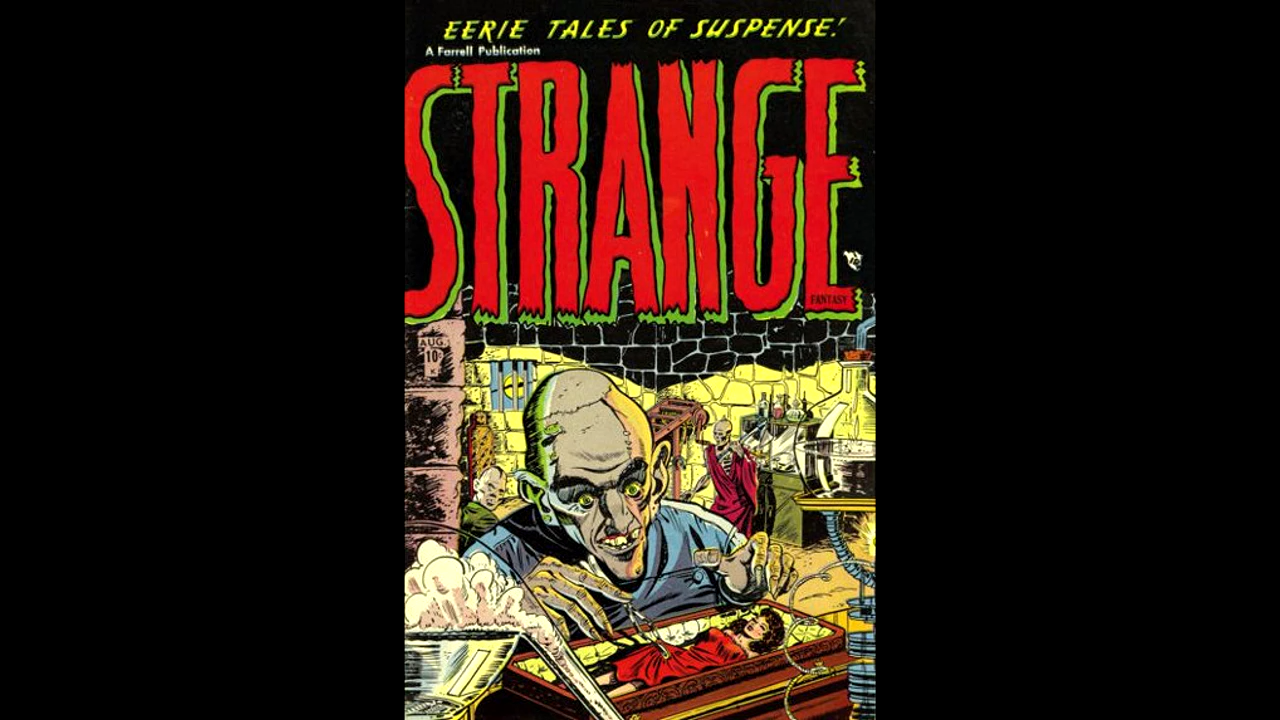 EERIE TALES OF SUSPENSE!
A Farrell Publication
STRANGE
FANTASY
AUG.
10¢